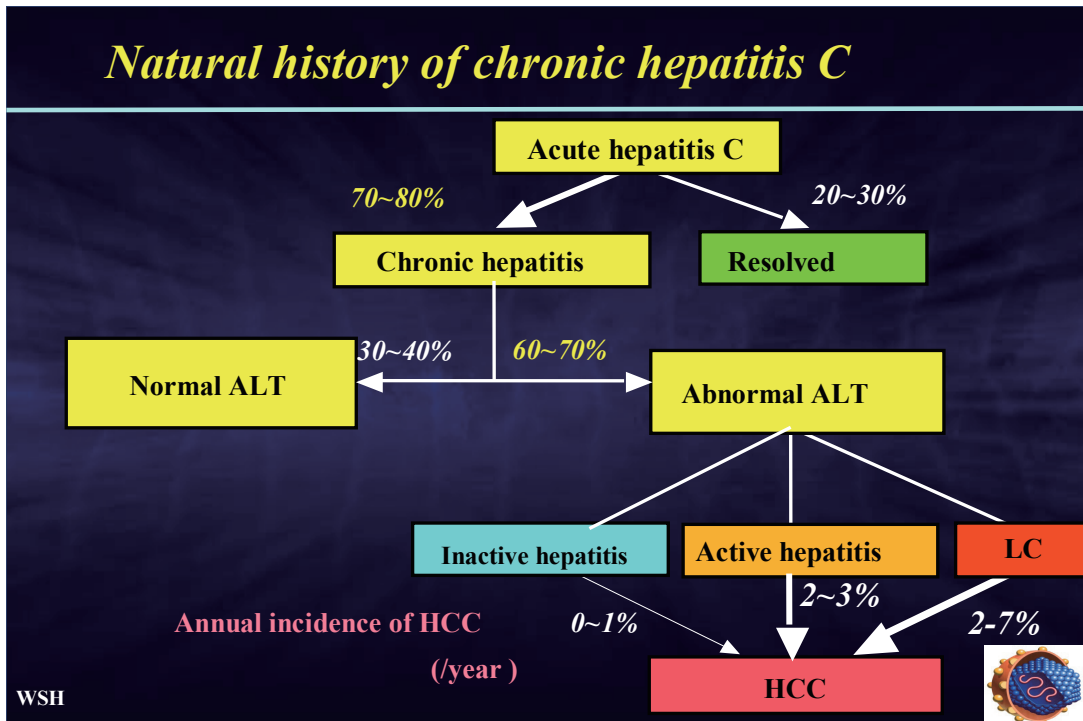 Natural history of chronic hepatitis C
Acute hepatitis C
70~80%
20~30%
Chronic hepatitis
Resolved
30~40%
60~70%
Normal ALT
Abnormal ALT
Inactive hepatitis
Active hepatitis
LC
Annual incidence of HCC
(/year )
0~1%
2~3%
2-7%
HCC
WSH